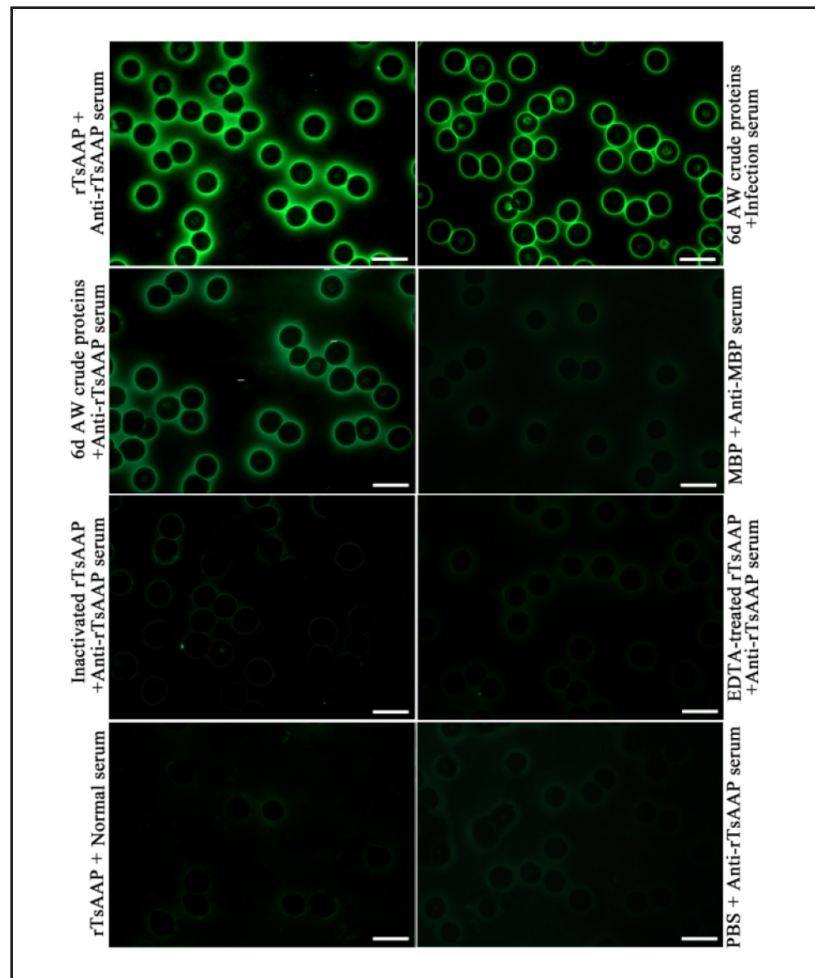 rTsAAP +
Anti-rTsAAP serum
6d AW crude proteins
+Infection serum
6d AW crude proteins
+Anti-rTsAAP serum
MBP + Anti-MBP serum
Inactivated rTsAAP
+Anti-rTsAAP serum
EDTA-treated rTsAAP
+Anti-rTsAAP serum
rTsAAP + Normal serum
PBS + Anti-rTsAAP serum